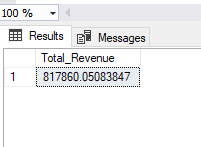 100 %
Results Messages
Total_Revenue
1 817860.05083847